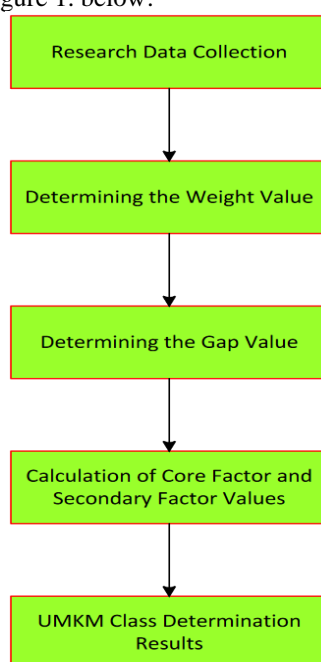 gure 1. below:
Research Data Collection
Determining the Weight Value
Determining the Gap Value
Calculation of Core Factor and
Secondary Factor Values
UMKM Class Determination
Results